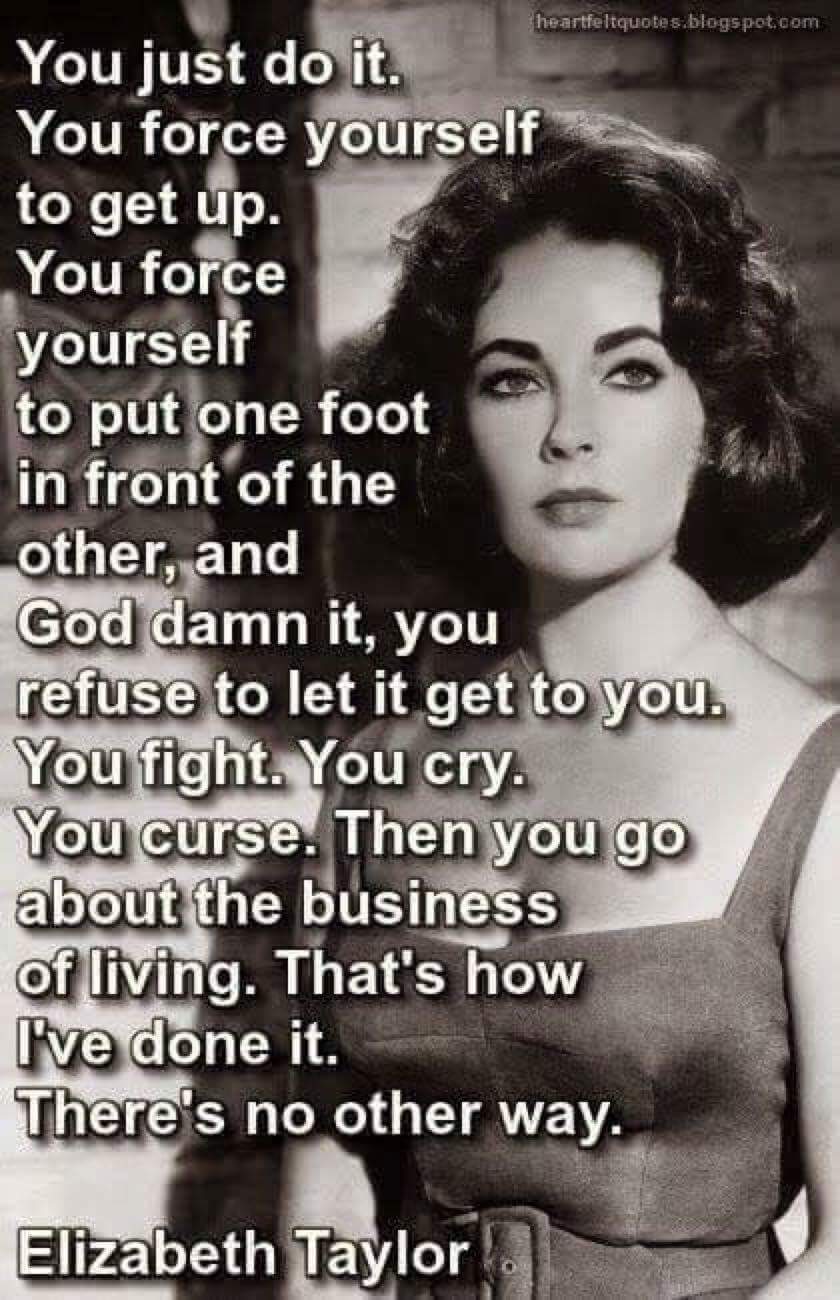 heartfeltquotes.blogspot.com
You just do it.
You force yourself
to get up.
You force
yourself
to put one foot
in front of the
other, and
God damn it, you
refuse to let it get to you.
You fight. You cry.
You curse. Then you go
about the business
of living. That's how
I've done it.
There's no other way.
Elizabeth Taylor